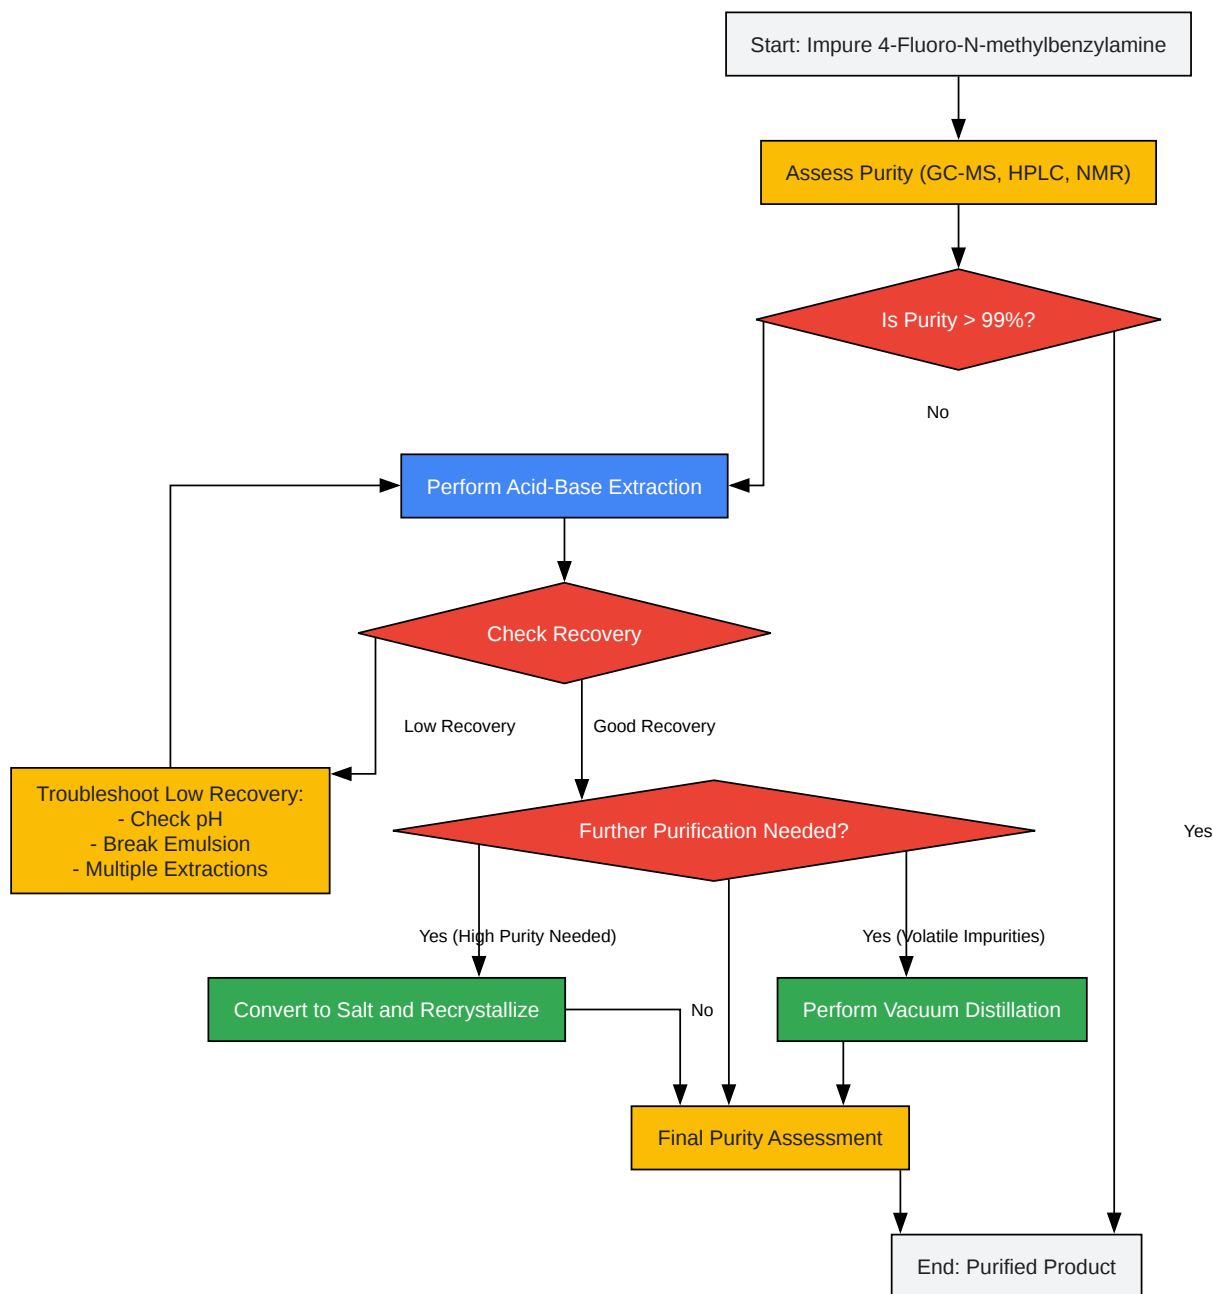 Start: Impure 4-Fluoro-N-methylbenzylamine
Assess Purity (GC-MS, HPLC, NMR)
Is Purity > 99%?
No
Perform Acid-Base Extraction
Check Recovery
Low Recovery
Good Recovery
Troubleshoot Low Recovery:
- Check pH
- Break Emulsion
- Multiple Extractions
Further Purification Needed?
Yes
Yes (High Purity Needed)
Yes (Volatile Impurities)
Convert to Salt and Recrystallize
No
Perform Vacuum Distillation
Final Purity Assessment
End: Purified Product